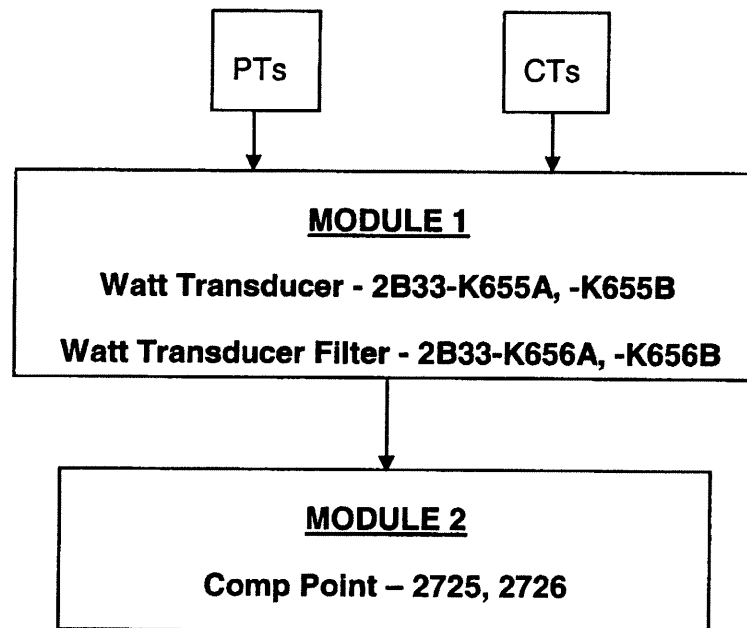 PTs
CTs
MODULE 1
Watt Transducer - 2B33-K655A, -K655B
Watt Transducer Filter - 2B33-K656A, -K656B
MODULE 2
Comp Point – 2725, 2726